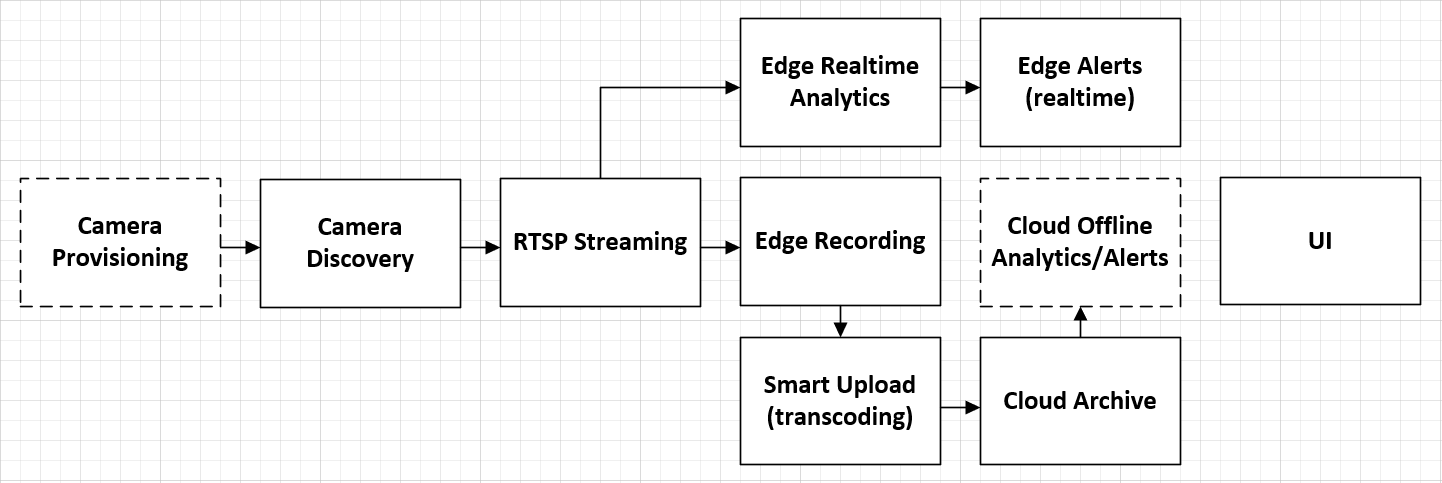 Edge Realtime
Analytics
Edge Alerts
(realtime)
Camera
Provisioning
Camera
Discovery
RTSP Streaming
Edge Recording
Cloud Offline
Analytics/Alerts
UI
Smart Upload
(transcoding)
Cloud Archive